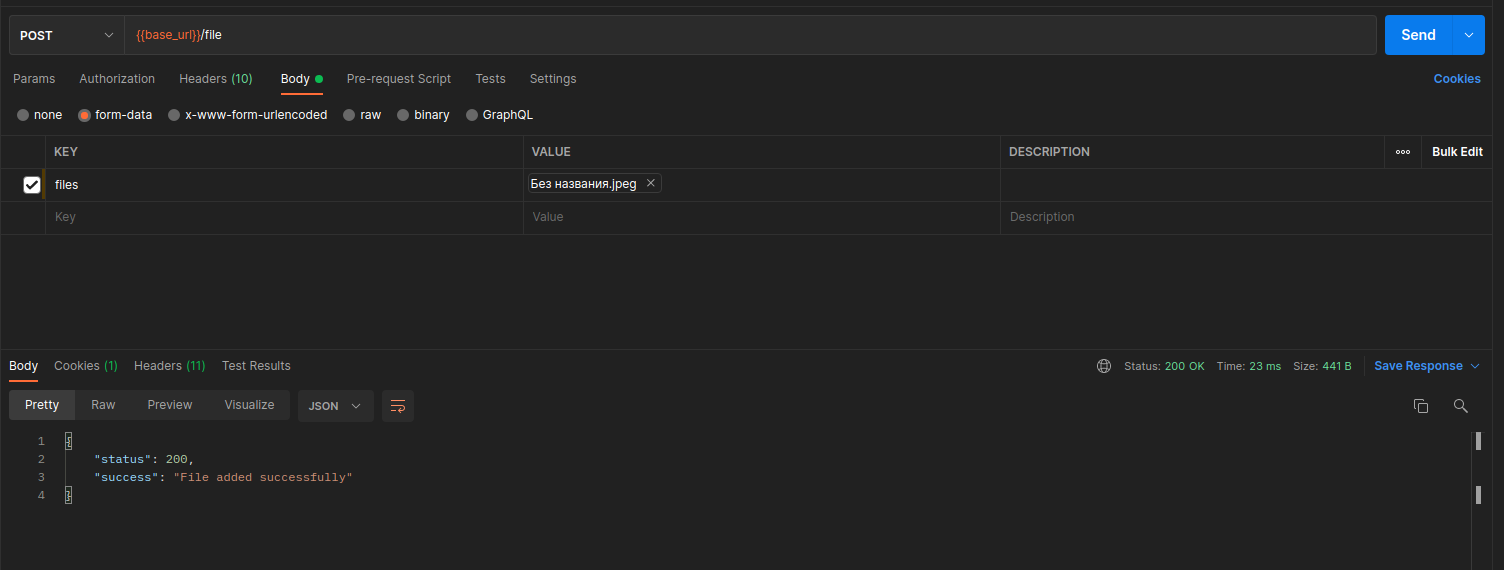 POST {{base_url}}/file Send
Params Authorization Headers (10) Body Pre-request Script Tests Settings Cookies
none form-data x-www-form-urlencoded raw binary GraphQL
KEY VALUE DESCRIPTION Bulk Edit
files Без названия.jpeg
Key Value Description
Body Cookies (1) Headers (11) Test Results Status: 200 OK Time: 23 ms Size: 441 B Save Response
Pretty Raw Preview Visualize JSON
1 {
2 "status": 200,
3 "success": "File added successfully"
4 }